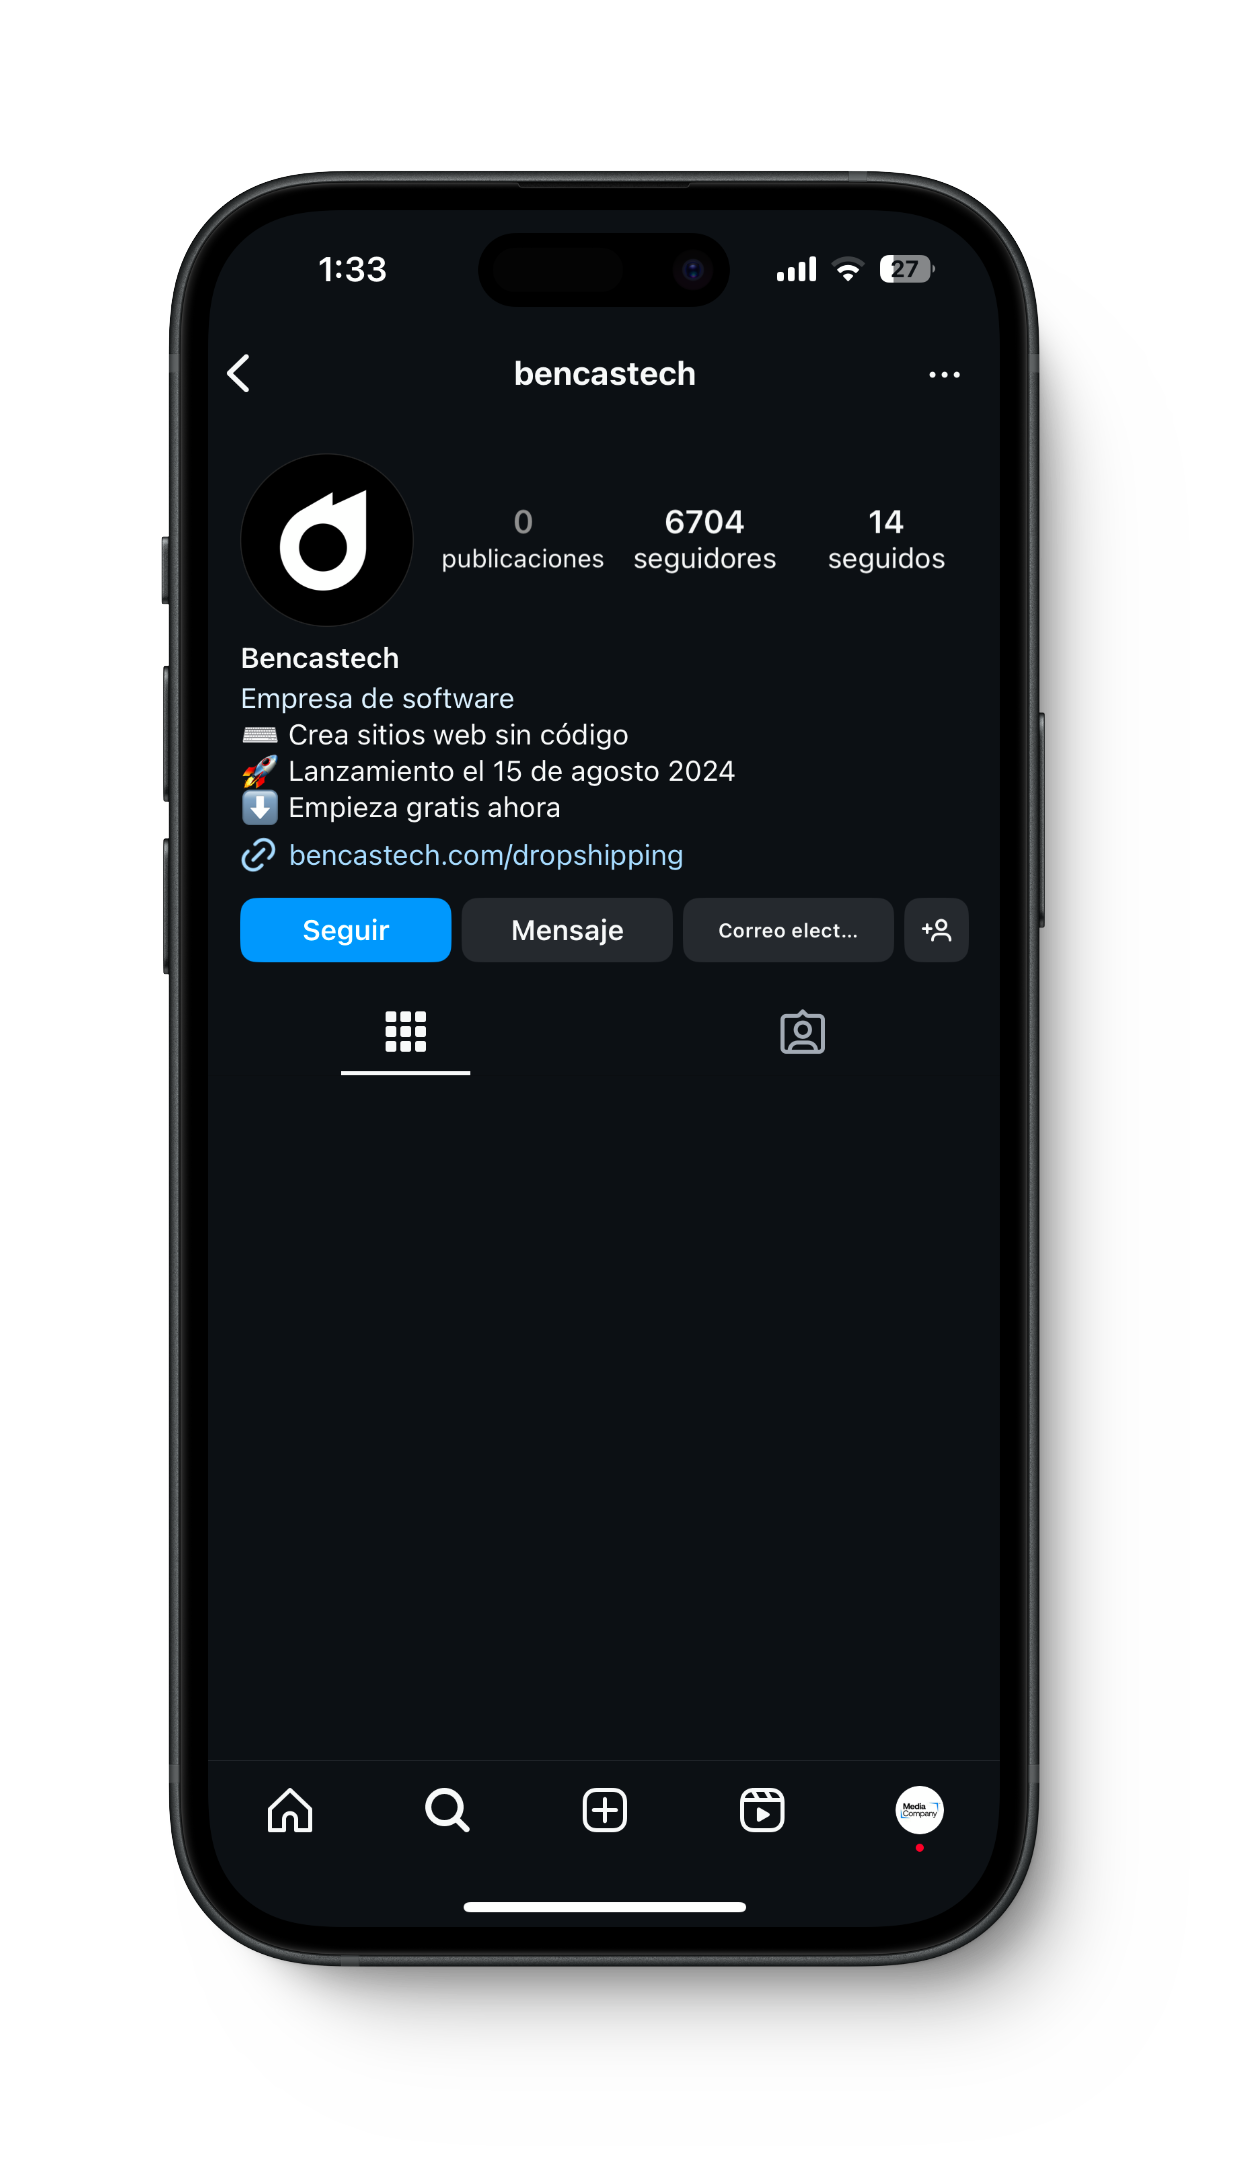 1:33
27
bencastech
0
publicaciones
6704
seguidores
14
seguidos
Bencastech
Empresa de software
⌨️ Crea sitios web sin código
🚀 Lanzamiento el 15 de agosto 2024
⬇️ Empieza gratis ahora
bencastech.com/dropshipping
Seguir
Mensaje
Correo elect...
Media
Company